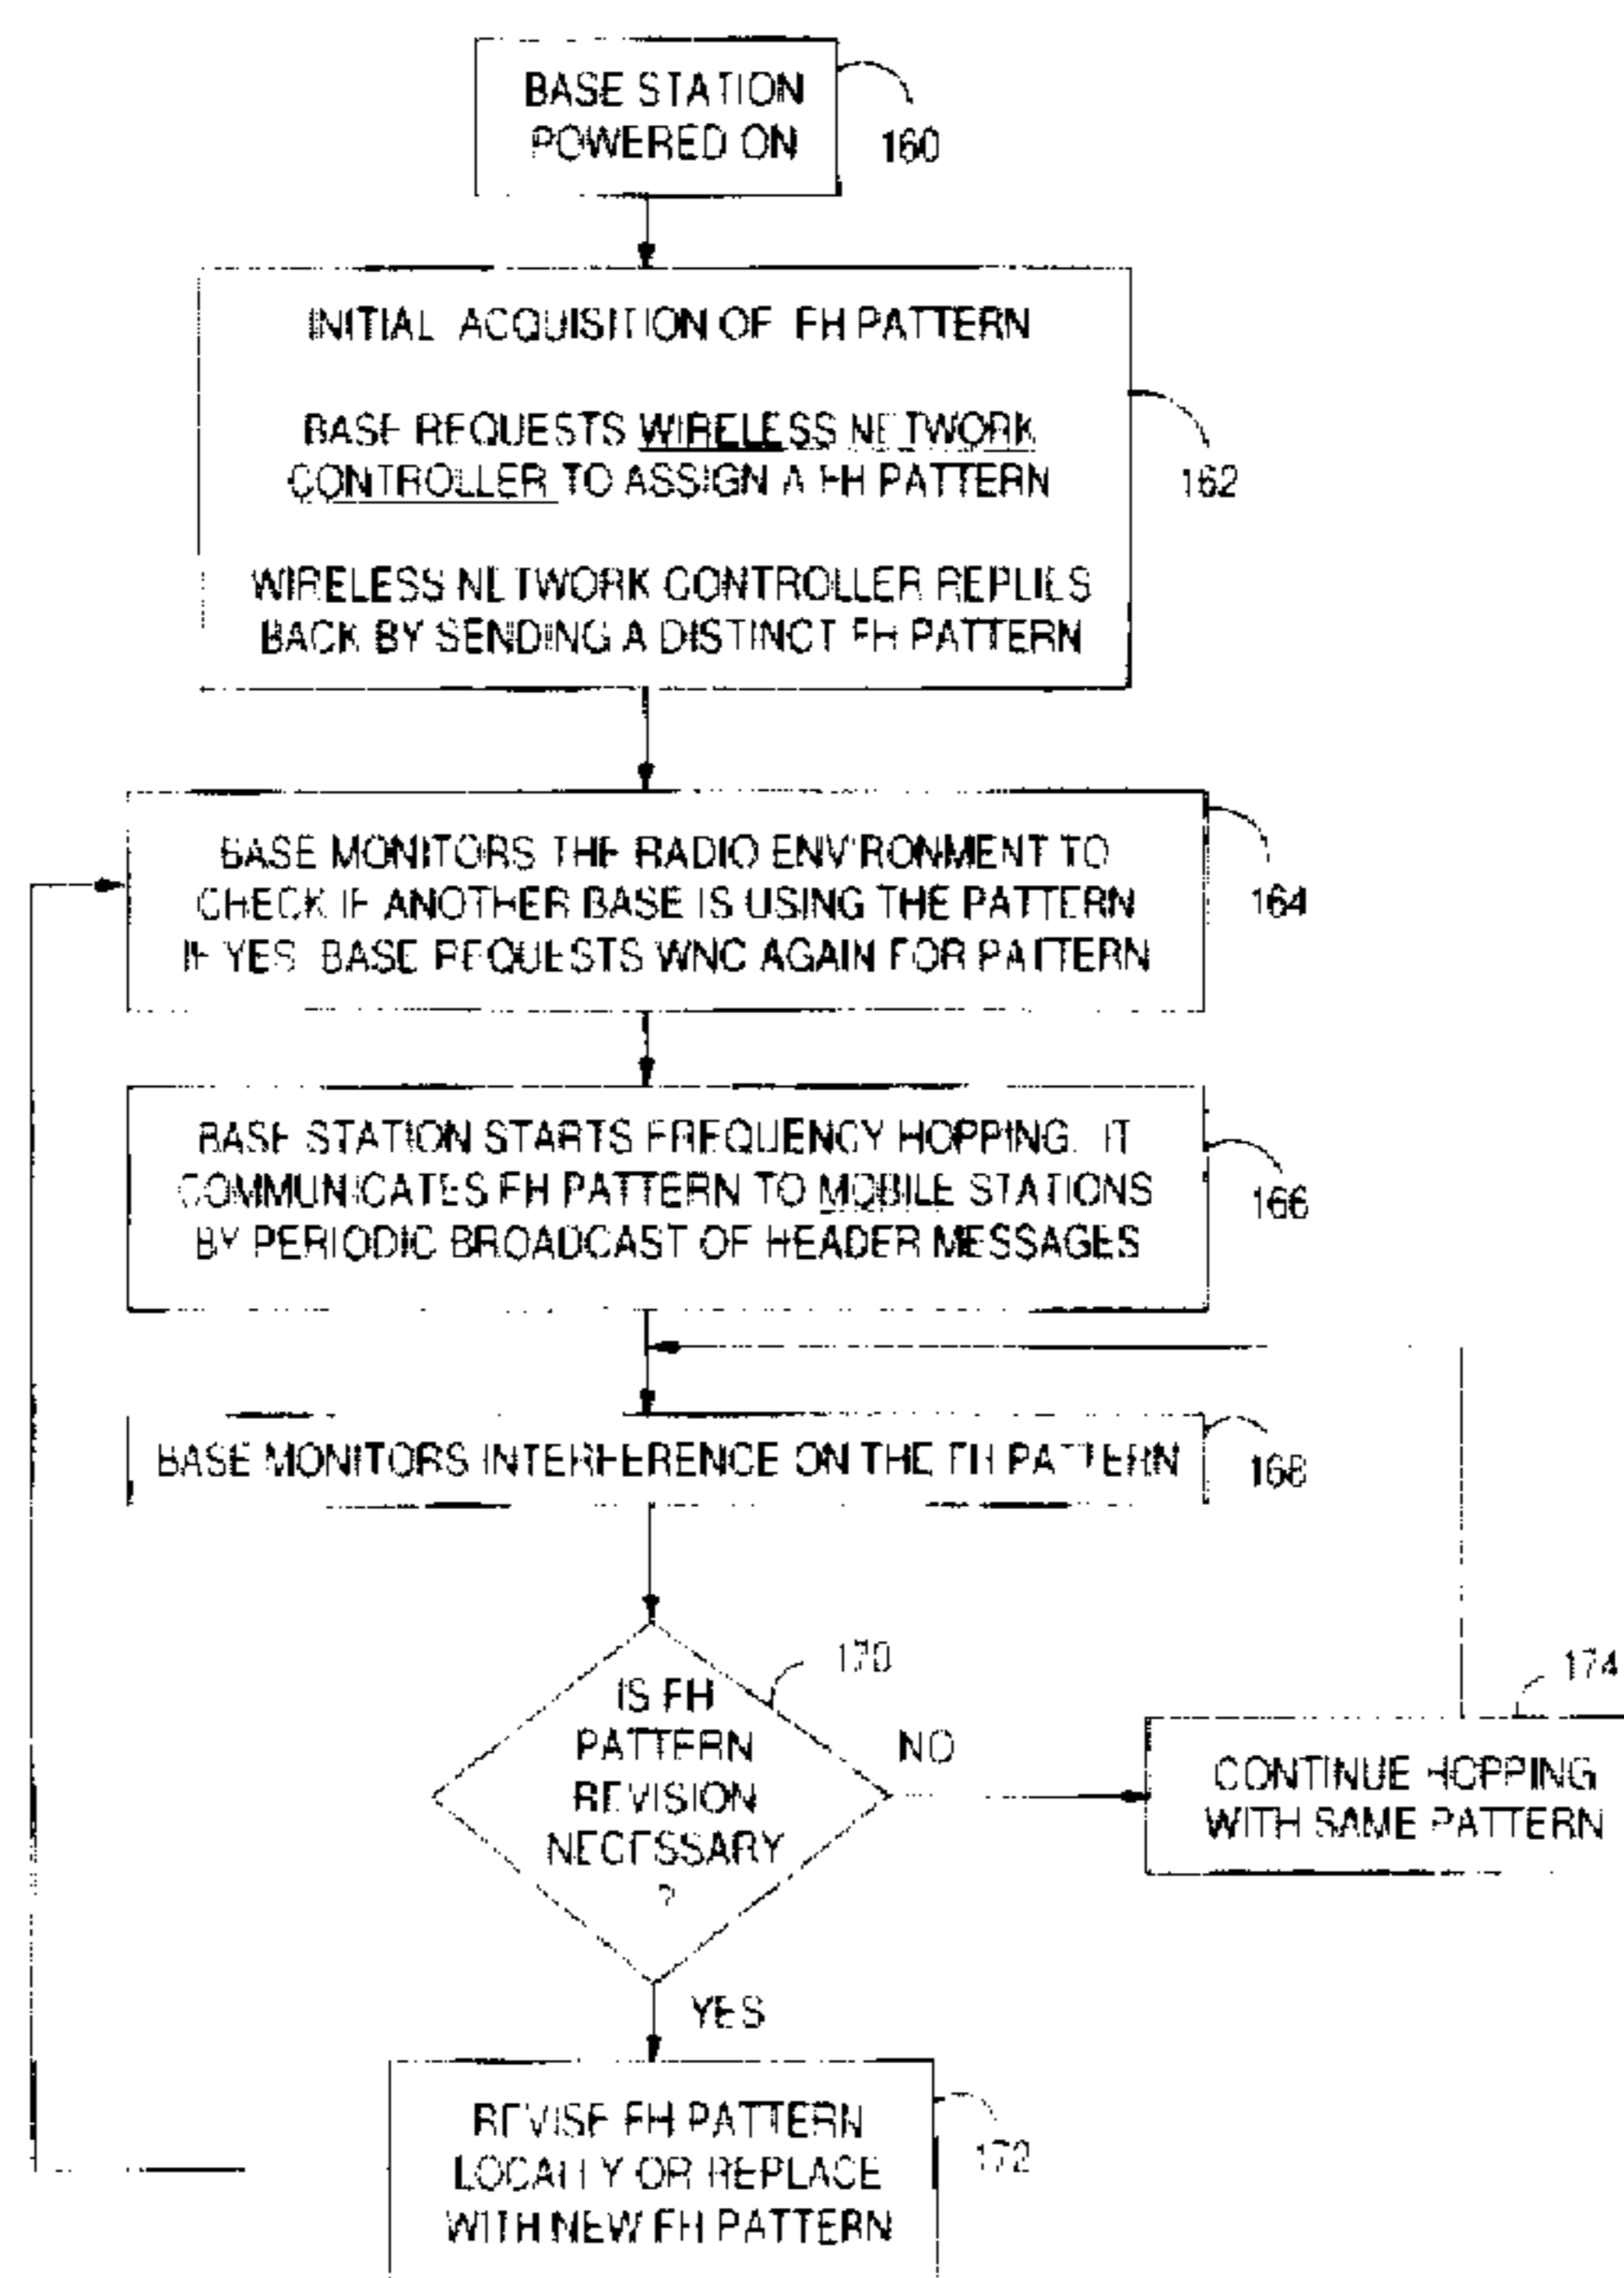 BASE STATION
POWERED ON
160
INITIAL ACQUISITION OF FH PATTERN
BASE REQUESTS WIRELESS NETWORK
CONTROLLER TO ASSIGN A FH PATTERN
162
WIRELESS NETWORK CONTROLLER REPLIES
BACK BY SENDING A DISTINCT FH PATTERN
BASE MONITORS THE RADIO ENVIRONMENT TO
CHECK IF ANOTHER BASE IS USING THE PATTERN
IF YES BASE REQUESTS WNC AGAIN FOR PATTERN
164
BASE STATION STARTS FREQUENCY HOPPING. IT
COMMUNICATES FH PATTERN TO MOBILE STATIONS
BY PERIODIC BROADCAST OF HEADER MESSAGES
166
BASE MONITORS INTERFERENCE ON THE FH PATTERN
168
170
IS FH
PATTERN
REVISION
NECESSARY
?
NO
174
CONTINUE HOPPING
WITH SAME PATTERN
YES
REVISE FH PATTERN
LOCALLY OR REPLACE
WITH NEW FH PATTERN
172